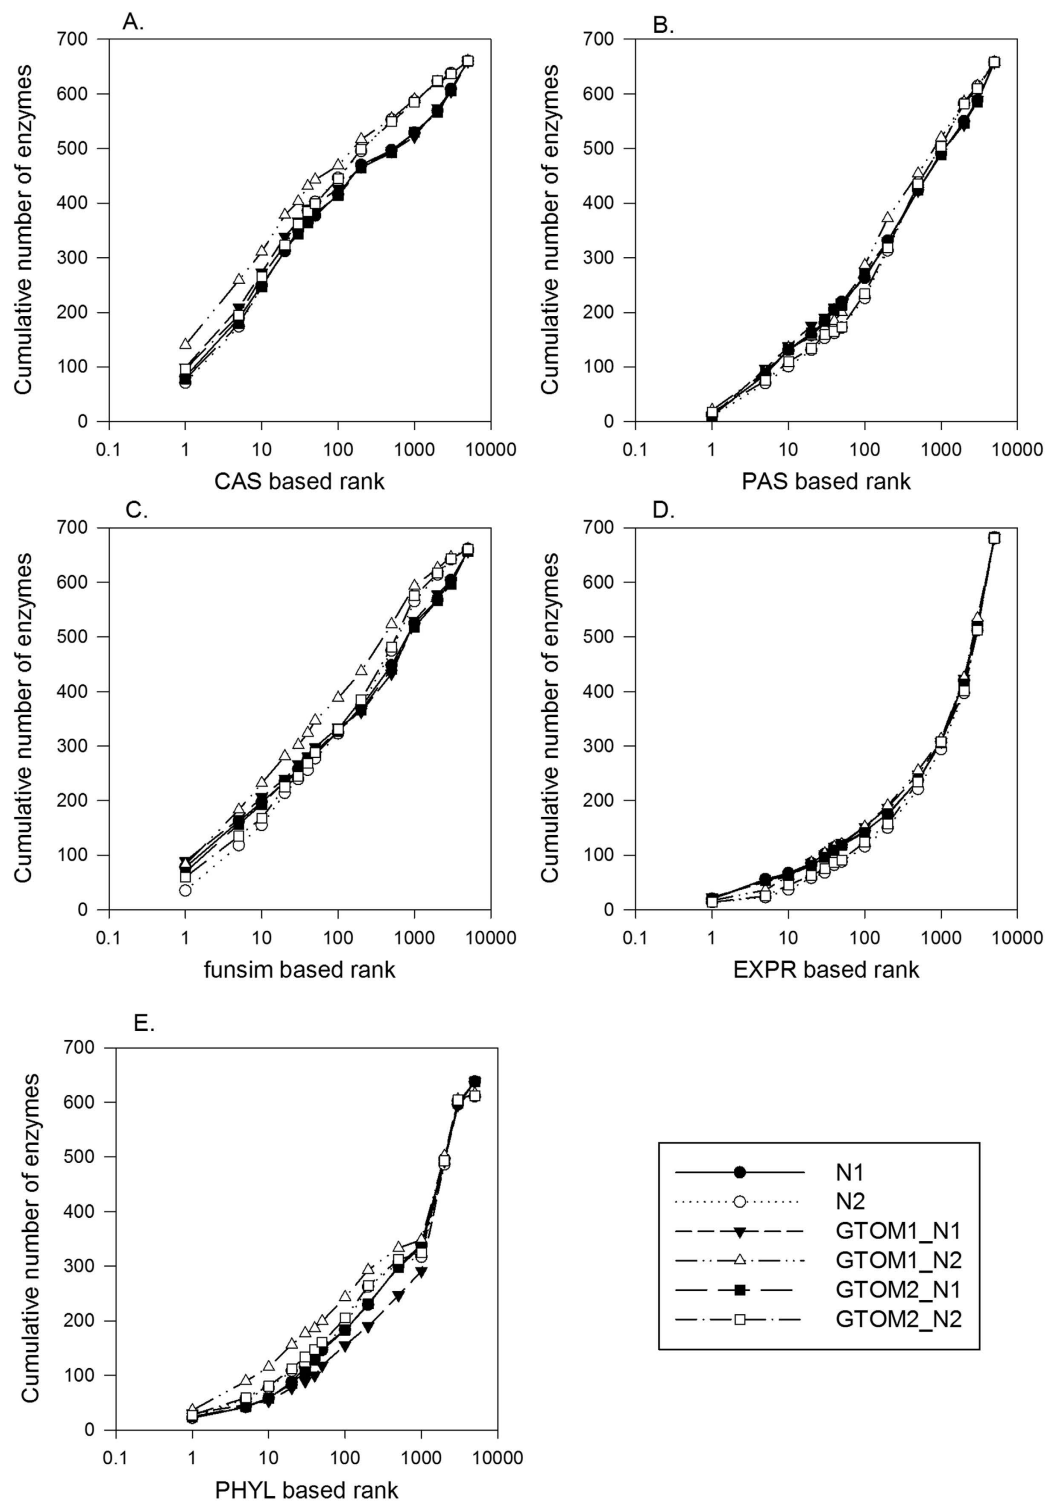 A.
700
600
500
400
300
200
100
0
Cumulative number of enzymes
0.1 1 10 100 1000 10000
CAS based rank
B.
700
600
500
400
300
200
100
0
Cumulative number of enzymes
0.1 1 10 100 1000 10000
PAS based rank
C.
700
600
500
400
300
200
100
0
Cumulative number of enzymes
0.1 1 10 100 1000 10000
funsim based rank
D.
700
600
500
400
300
200
100
0
Cumulative number of enzymes
0.1 1 10 100 1000 10000
EXPR based rank
E.
700
600
500
400
300
200
100
0
Cumulative number of enzymes
0.1 1 10 100 1000 10000
PHYL based rank
N1
N2
GTOM1_N1
GTOM1_N2
GTOM2_N1
GTOM2_N2